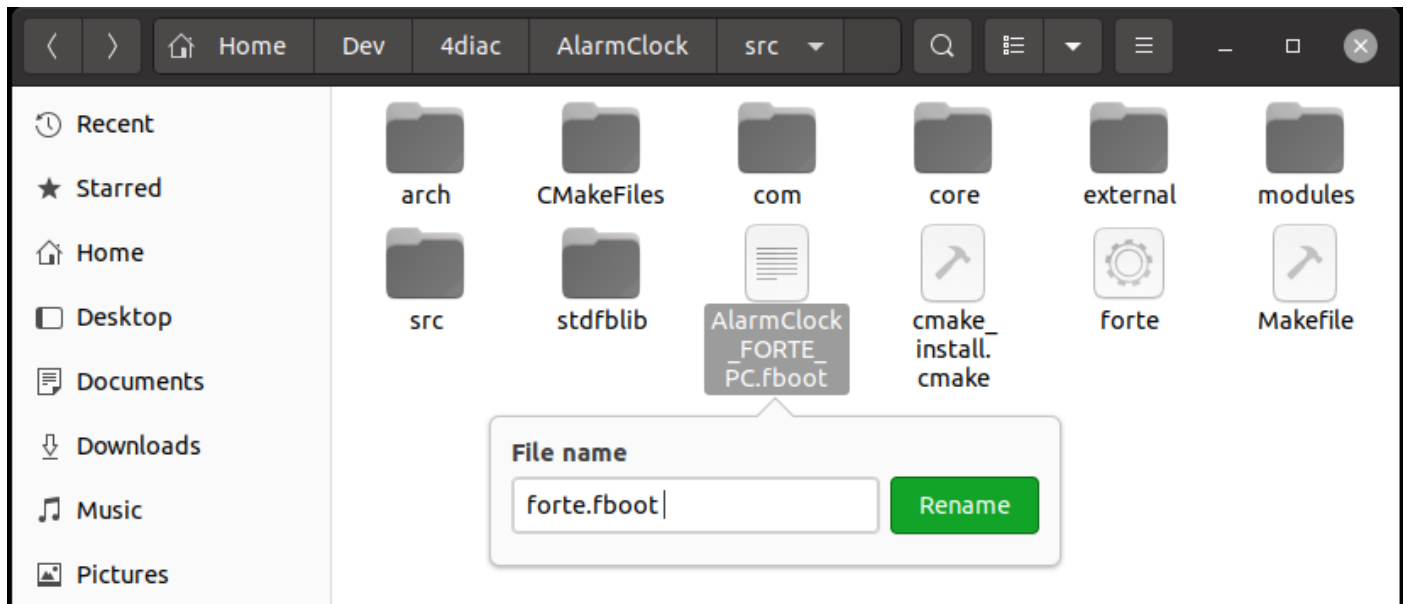 Home Dev 4diac AlarmClock src
Recent
Starred
Home
Desktop
Documents
Downloads
Music
Pictures
arch CMakeFiles com core external modules
src stdfblib AlarmClock cmake_ forte Makefile
_FORTE_ install.
PC.fboot cmake
File name
forte.fboot Rename